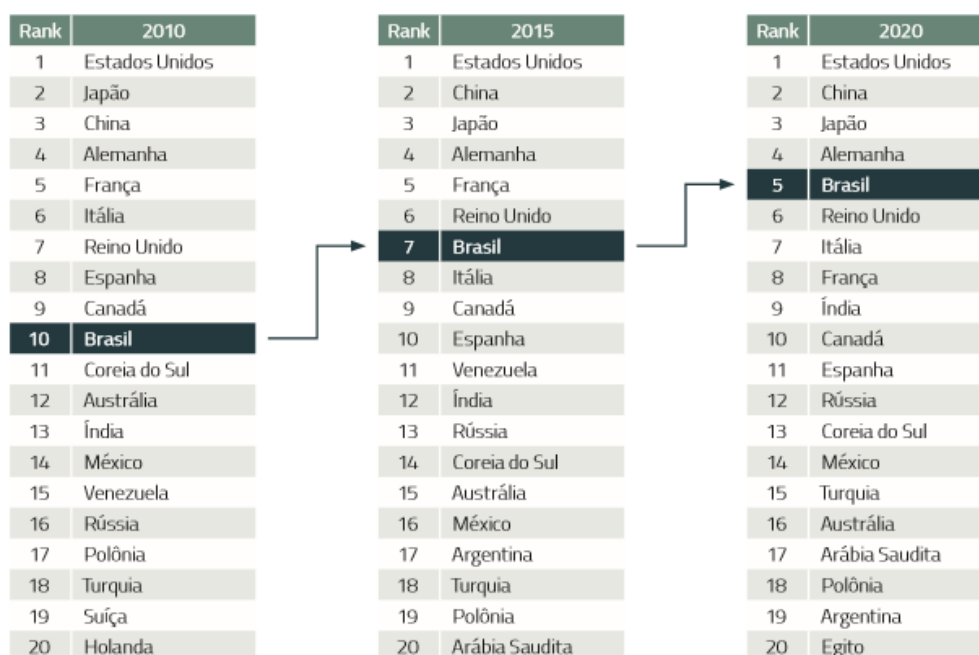 Rank 2010
1 Estados Unidos
2 Japão
3 China
4 Alemanha
5 França
6 Itália
7 Reino Unido
8 Espanha
9 Canadá
10 Brasil
11 Coreia do Sul
12 Austrália
13 Índia
14 México
15 Venezuela
16 Rússia
17 Polônia
18 Turquia
19 Suíça
20 Holanda
Rank 2015
1 Estados Unidos
2 China
3 Japão
4 Alemanha
5 França
6 Reino Unido
7 Brasil
8 Itália
9 Canadá
10 Espanha
11 Venezuela
12 Índia
13 Rússia
14 Coreia do Sul
15 Austrália
16 México
17 Argentina
18 Turquia
19 Polônia
20 Arábia Saudita
Rank 2020
1 Estados Unidos
2 China
3 Japão
4 Alemanha
5 Brasil
6 Reino Unido
7 Itália
8 França
9 Índia
10 Canadá
11 Espanha
12 Rússia
13 Coreia do Sul
14 México
15 Turquia
16 Austrália
17 Arábia Saudita
18 Polônia
19 Argentina
20 Egito